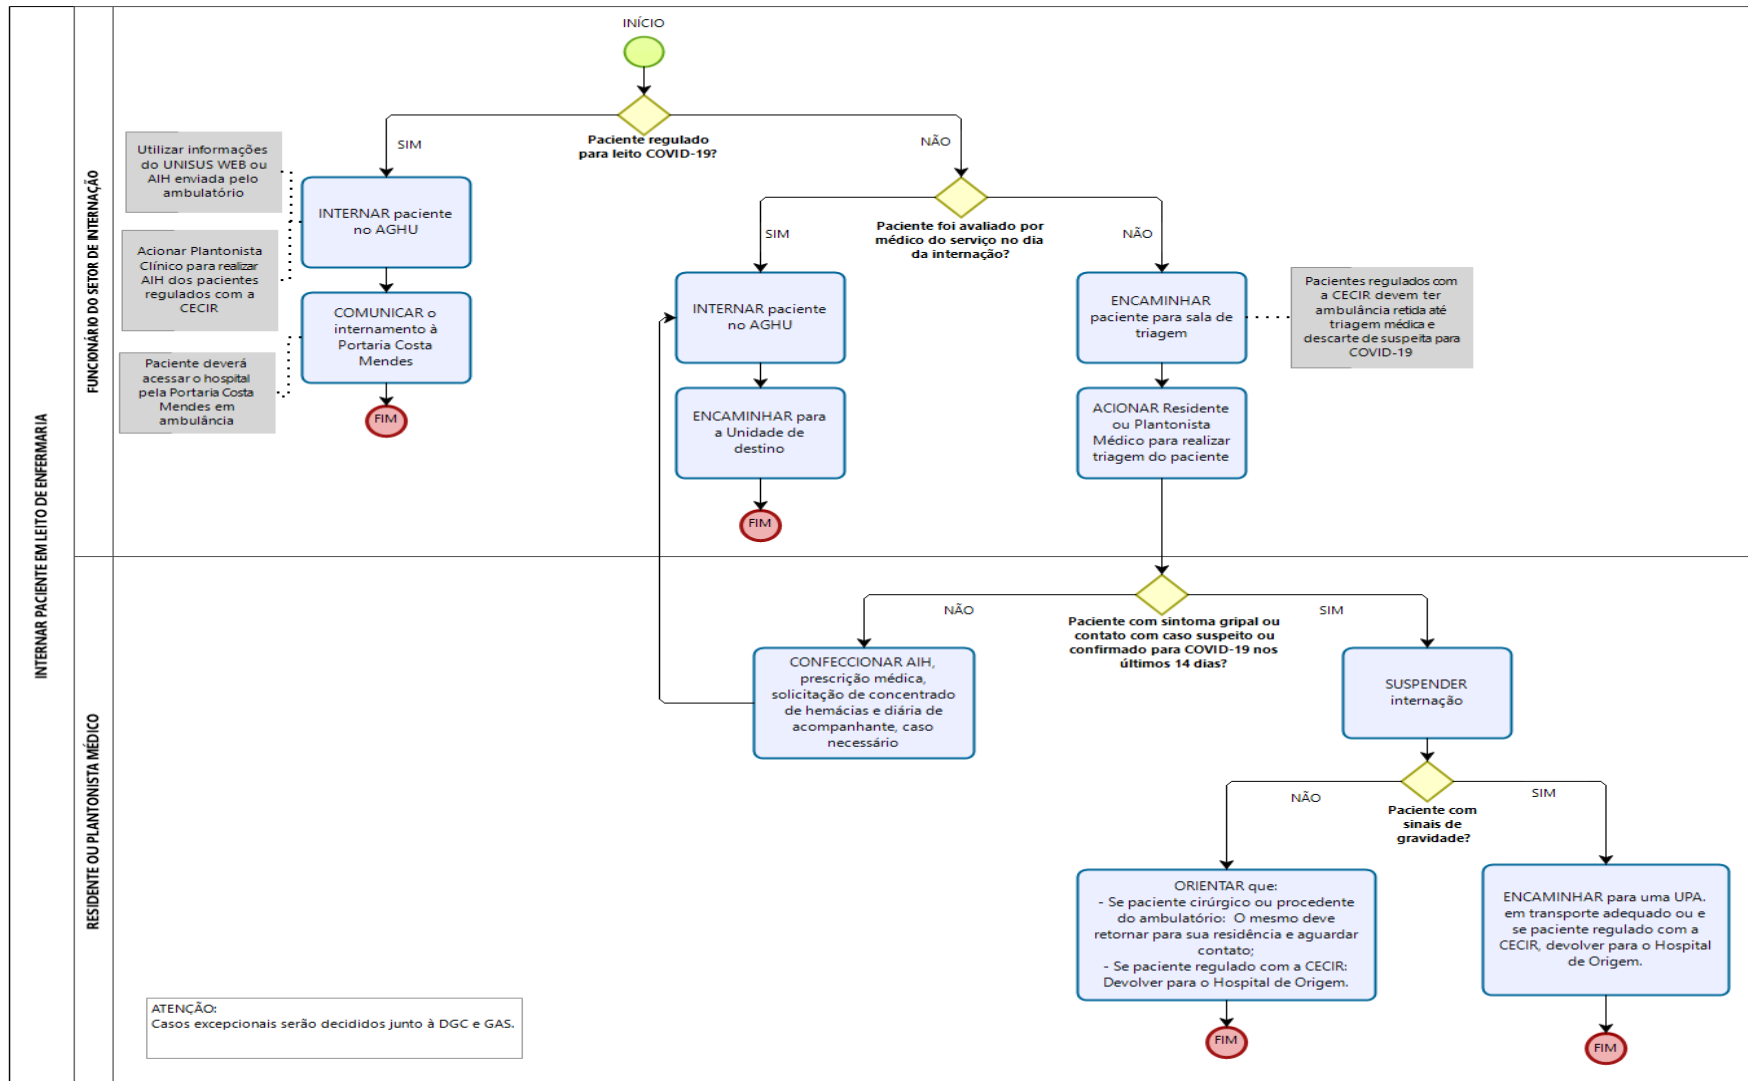 INTERNAR PACIENTE EM LEITO DE ENFERMARIA
FUNCIONÁRIO DO SETOR DE INTERNAÇÃO
INÍCIO
Paciente regulado
para leito COVID-19?
SIM
NÃO
Utilizar informações
do UNISUS WEB ou
AIH enviada pelo
ambulatório
INTERNAR paciente
no AGHU
Acionar Plantonista
Clínico para realizar
AIH dos pacientes
regulados com a
CECIR
COMUNICAR o
internamento à
Portaria Costa
Mendes
Paciente deverá
acessar o hospital
pela Portaria Costa
Mendes em
ambulância
FIM
Paciente foi avaliado por
médico do serviço no dia
da internação?
SIM
NÃO
INTERNAR paciente
no AGHU
ENCAMINHAR para
a Unidade de
destino
FIM
ENCAMINHAR
paciente para sala de
triagem
Pacientes regulados com
a CECIR devem ter
ambulância retida até
triagem médica e
descarte de suspeita para
COVID-19
ACIONAR Residente
ou Plantonista
Médico para realizar
triagem do paciente
RESIDENTE OU PLANTONISTA MÉDICO
Paciente com sintoma gripal ou
contato com caso suspeito ou
confirmado para COVID-19 nos
últimos 14 dias?
NÃO
SIM
CONFECCIONAR AIH,
prescrição médica,
solicitação de concentrado
de hemácias e diária de
acompanhante, caso
necessário
SUSPENDER
internação
Paciente com
sinais de
gravidade?
NÃO
SIM
ORIENTAR que:
- Se paciente cirúrgico ou procedente
do ambulatório: O mesmo deve
retornar para sua residência e aguardar
contato;
- Se paciente regulado com a CECIR:
Devolver para o Hospital de Origem.
FIM
ENCAMINHAR para uma UPA.
em transporte adequado ou e
se paciente regulado com a
CECIR, devolver para o Hospital
de Origem.
FIM
ATENÇÃO:
Casos excepcionais serão decididos junto à DGC e GAS.